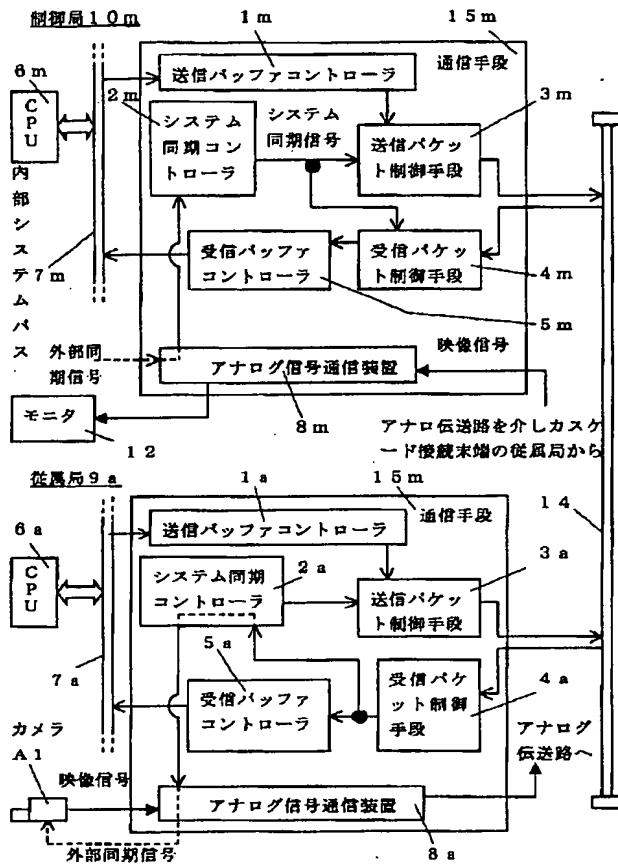 制御局10m
1m
15m
通信手段
6m
CPU
2m
送信バッファコントローラ
システム
同期コント
ローラ
システム
同期信号
3m
送信パケッ
ト制御手段
内部システムバス
7m
受信バッファ
コントローラ
受信パケッ
ト制御手段
4m
5m
外部同
期信号
映像信号
アナログ信号通信装置
モニタ
12
8m
アナロ伝送路を介しカスケ
ード接続末端の従属局から
従属局9a
1a
15m
通信手段
14
6a
CPU
送信バッファコントローラ
システム同期
コントローラ
2a
3a
送信パケッ
ト制御手段
5a
7a
受信バッファ
コントローラ
受信パケ
ット制御
手段
4a
カメラ
A1
映像信号
アナログ
伝送路へ
アナログ信号通信装置
外部同期信号
8a